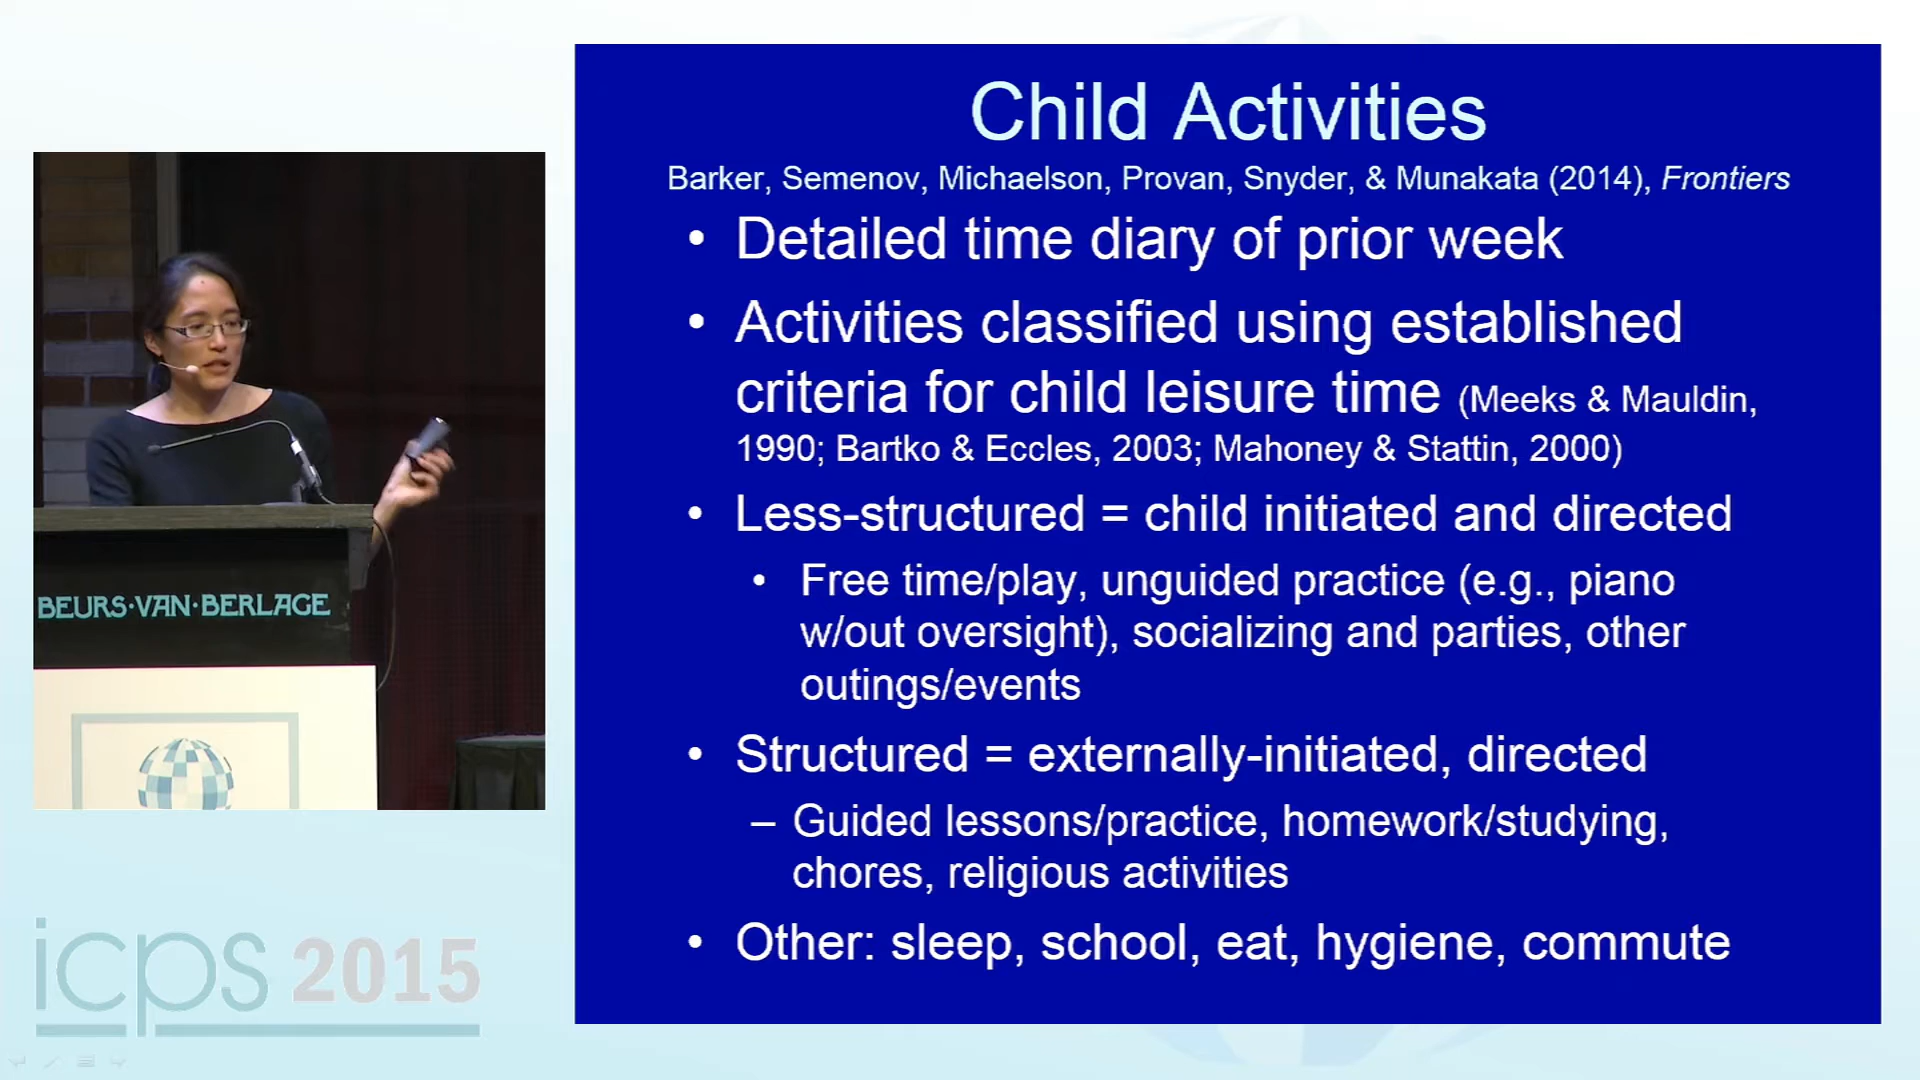 Child Activities
Barker, Semenov, Michaelson, Provan, Snyder, & Munakata (2014), Frontiers
• Detailed time diary of prior week
• Activities classified using established
criteria for child leisure time (Meeks & Mauldin,
1990; Bartko & Eccles, 2003; Mahoney & Stattin, 2000)
• Less-structured = child initiated and directed
• Free time/play, unguided practice (e.g., piano
w/out oversight), socializing and parties, other
outings/events
• Structured = externally-initiated, directed
– Guided lessons/practice, homework/studying,
chores, religious activities
• Other: sleep, school, eat, hygiene, commute
BEURS·VAN·BERLAGE
icps 2015